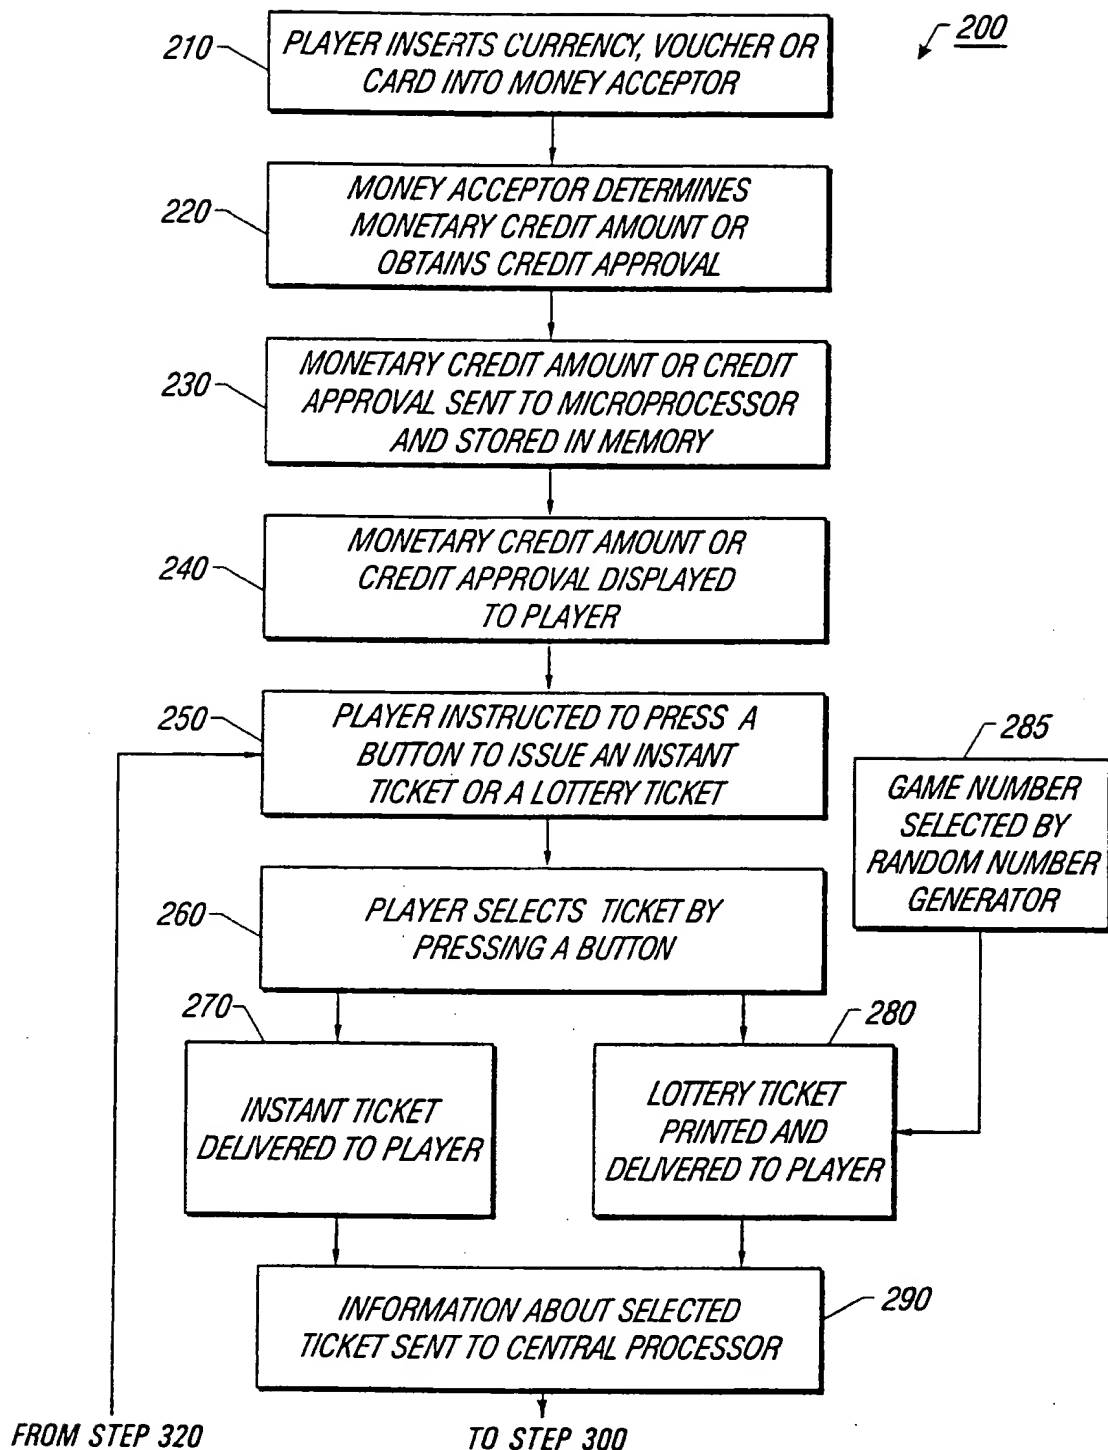 200
210
PLAYER INSERTS CURRENCY, VOUCHER OR
CARD INTO MONEY ACCEPTOR
220
MONEY ACCEPTOR DETERMINES
MONETARY CREDIT AMOUNT OR
OBTAINS CREDIT APPROVAL
230
MONETARY CREDIT AMOUNT OR CREDIT
APPROVAL SENT TO MICROPROCESSOR
AND STORED IN MEMORY
240
MONETARY CREDIT AMOUNT OR
CREDIT APPROVAL DISPLAYED
TO PLAYER
250
PLAYER INSTRUCTED TO PRESS A
BUTTON TO ISSUE AN INSTANT
TICKET OR A LOTTERY TICKET
285
GAME NUMBER
SELECTED BY
RANDOM NUMBER
GENERATOR
260
PLAYER SELECTS TICKET BY
PRESSING A BUTTON
270
INSTANT TICKET
DELIVERED TO PLAYER
280
LOTTERY TICKET
PRINTED AND
DELIVERED TO PLAYER
290
INFORMATION ABOUT SELECTED
TICKET SENT TO CENTRAL PROCESSOR
FROM STEP 320
TO STEP 300